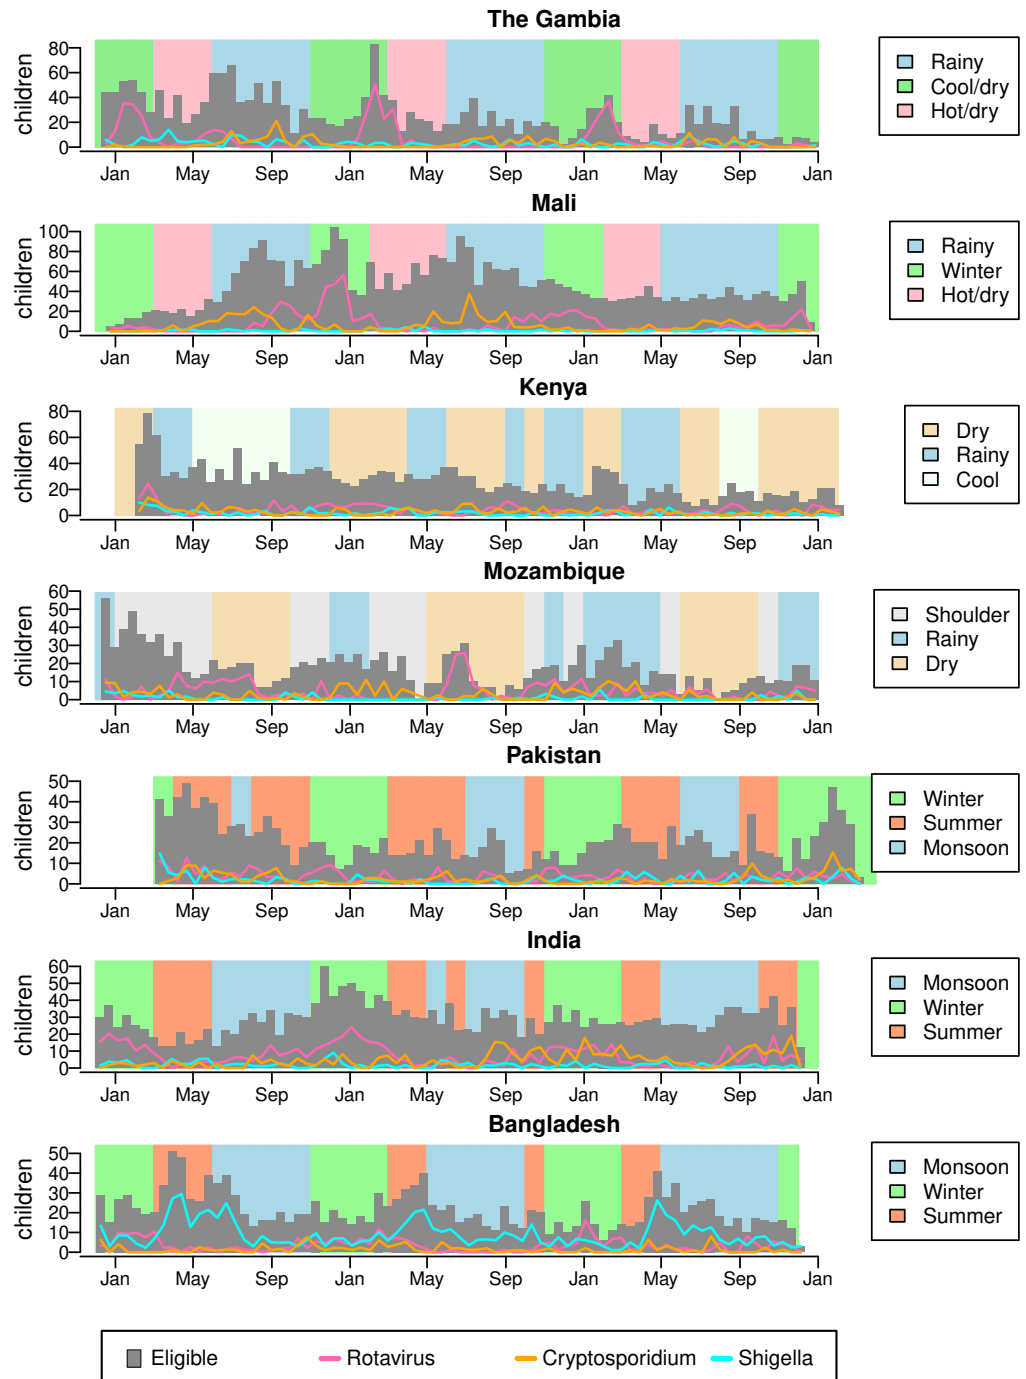 The Gambia
children
80
60
40
20
0
Jan May Sep Jan May Sep Jan May Sep Jan
Rainy
Cool/dry
Hot/dry
Mali
children
100
80
60
40
20
0
Jan May Sep Jan May Sep Jan May Sep Jan
Rainy
Winter
Hot/dry
Kenya
children
80
60
40
20
0
Jan May Sep Jan May Sep Jan May Sep Jan
Dry
Rainy
Cool
Mozambique
children
60
50
40
30
20
10
0
Jan May Sep Jan May Sep Jan May Sep Jan
Shoulder
Rainy
Dry
Pakistan
children
50
40
30
20
10
0
Jan May Sep Jan May Sep Jan May Sep Jan
Winter
Summer
Monsoon
India
children
60
50
40
30
20
10
0
Jan May Sep Jan May Sep Jan May Sep Jan
Monsoon
Winter
Summer
Bangladesh
children
50
40
30
20
10
0
Jan May Sep Jan May Sep Jan May Sep Jan
Monsoon
Winter
Summer
Eligible Rotavirus Cryptosporidium Shigella